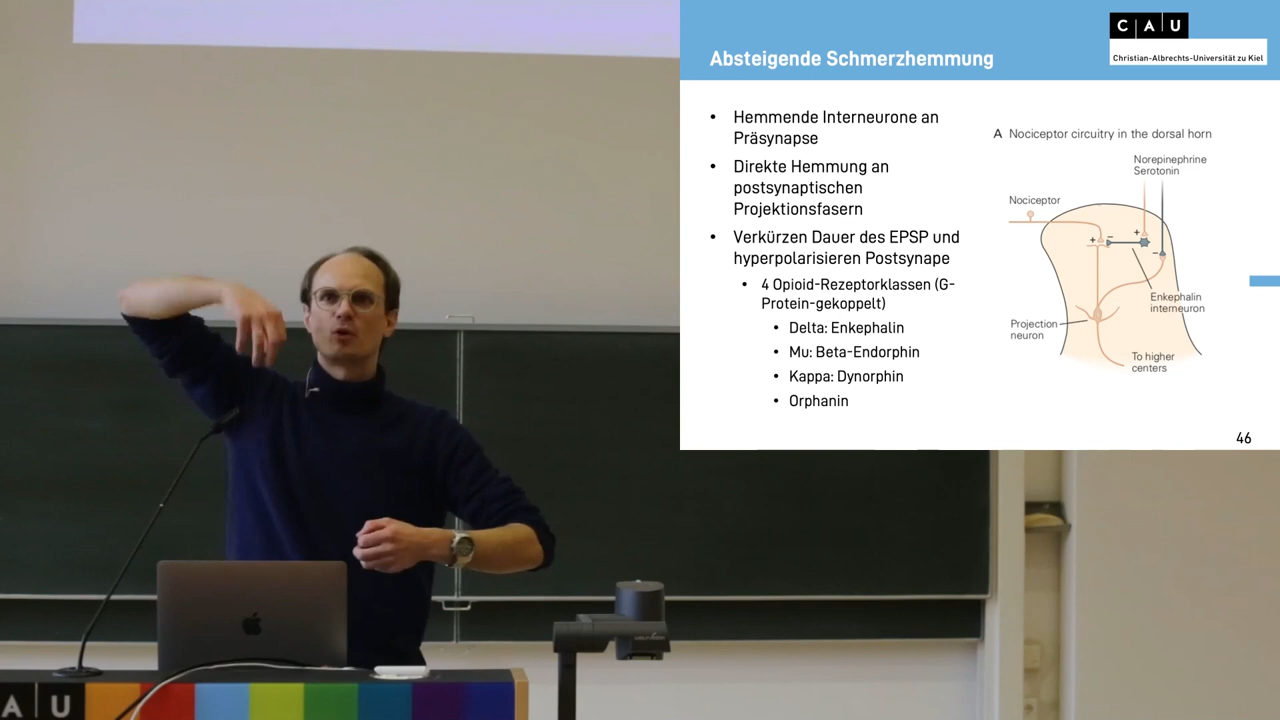 Absteigende Schmerzhemmung
C A U
Christian-Albrechts-Universität zu Kiel
• Hemmende Interneurone an
Präsynapse
• Direkte Hemmung an
postsynaptischen
Projektionsfasern
• Verkürzen Dauer des EPSP und
hyperpolarisieren Postsynape
• 4 Opioid-Rezeptorklassen (G-
Protein-gekoppelt)
• Delta: Enkephalin
• Mu: Beta-Endorphin
• Kappa: Dynorphin
• Orphanin
A Nociceptor circuitry in the dorsal horn
Norepinephrine
Serotonin
Nociceptor
+ − + −
Enkephalin
interneuron
Projection
neuron
To higher
centers
46
A U